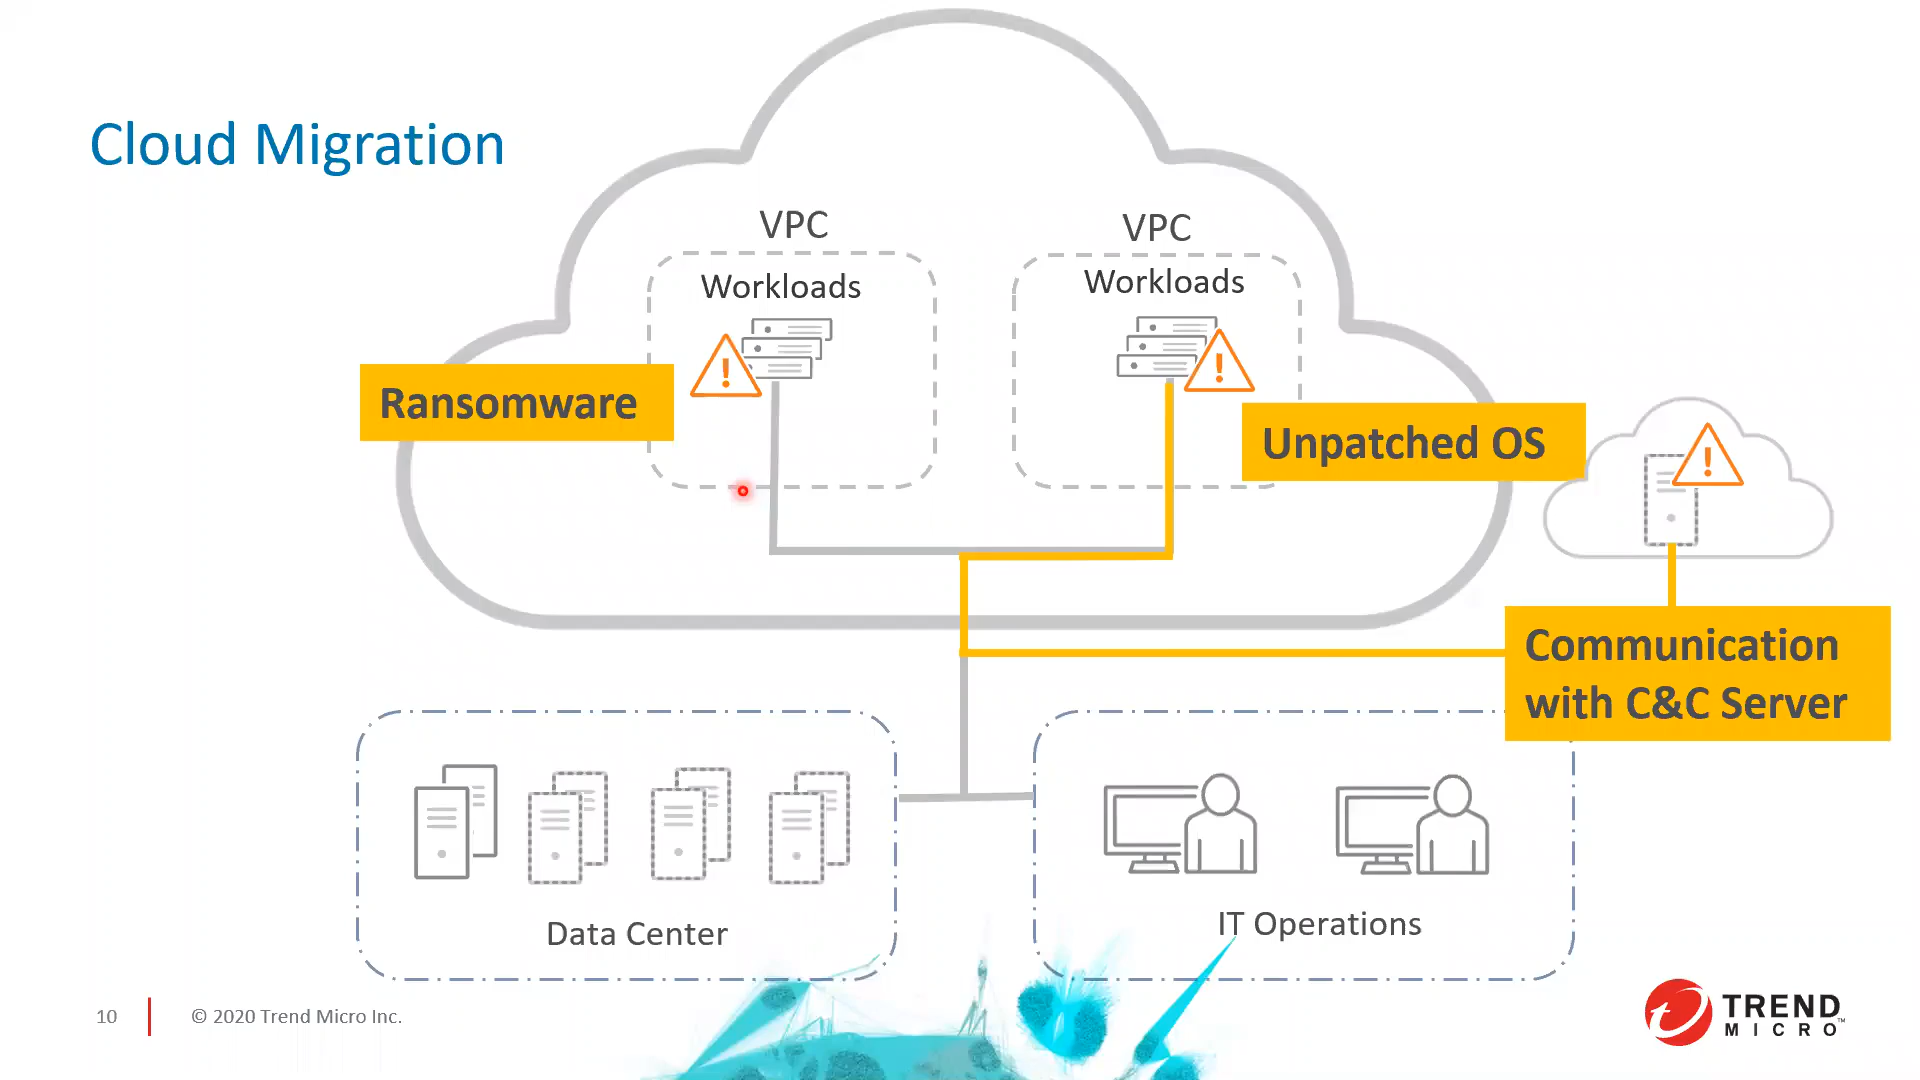 Cloud Migration
VPC
Workloads
VPC
Workloads
Ransomware
Unpatched OS
Communication
with C&C Server
Data Center
IT Operations
10
© 2020 Trend Micro Inc.
TREND
MICRO™